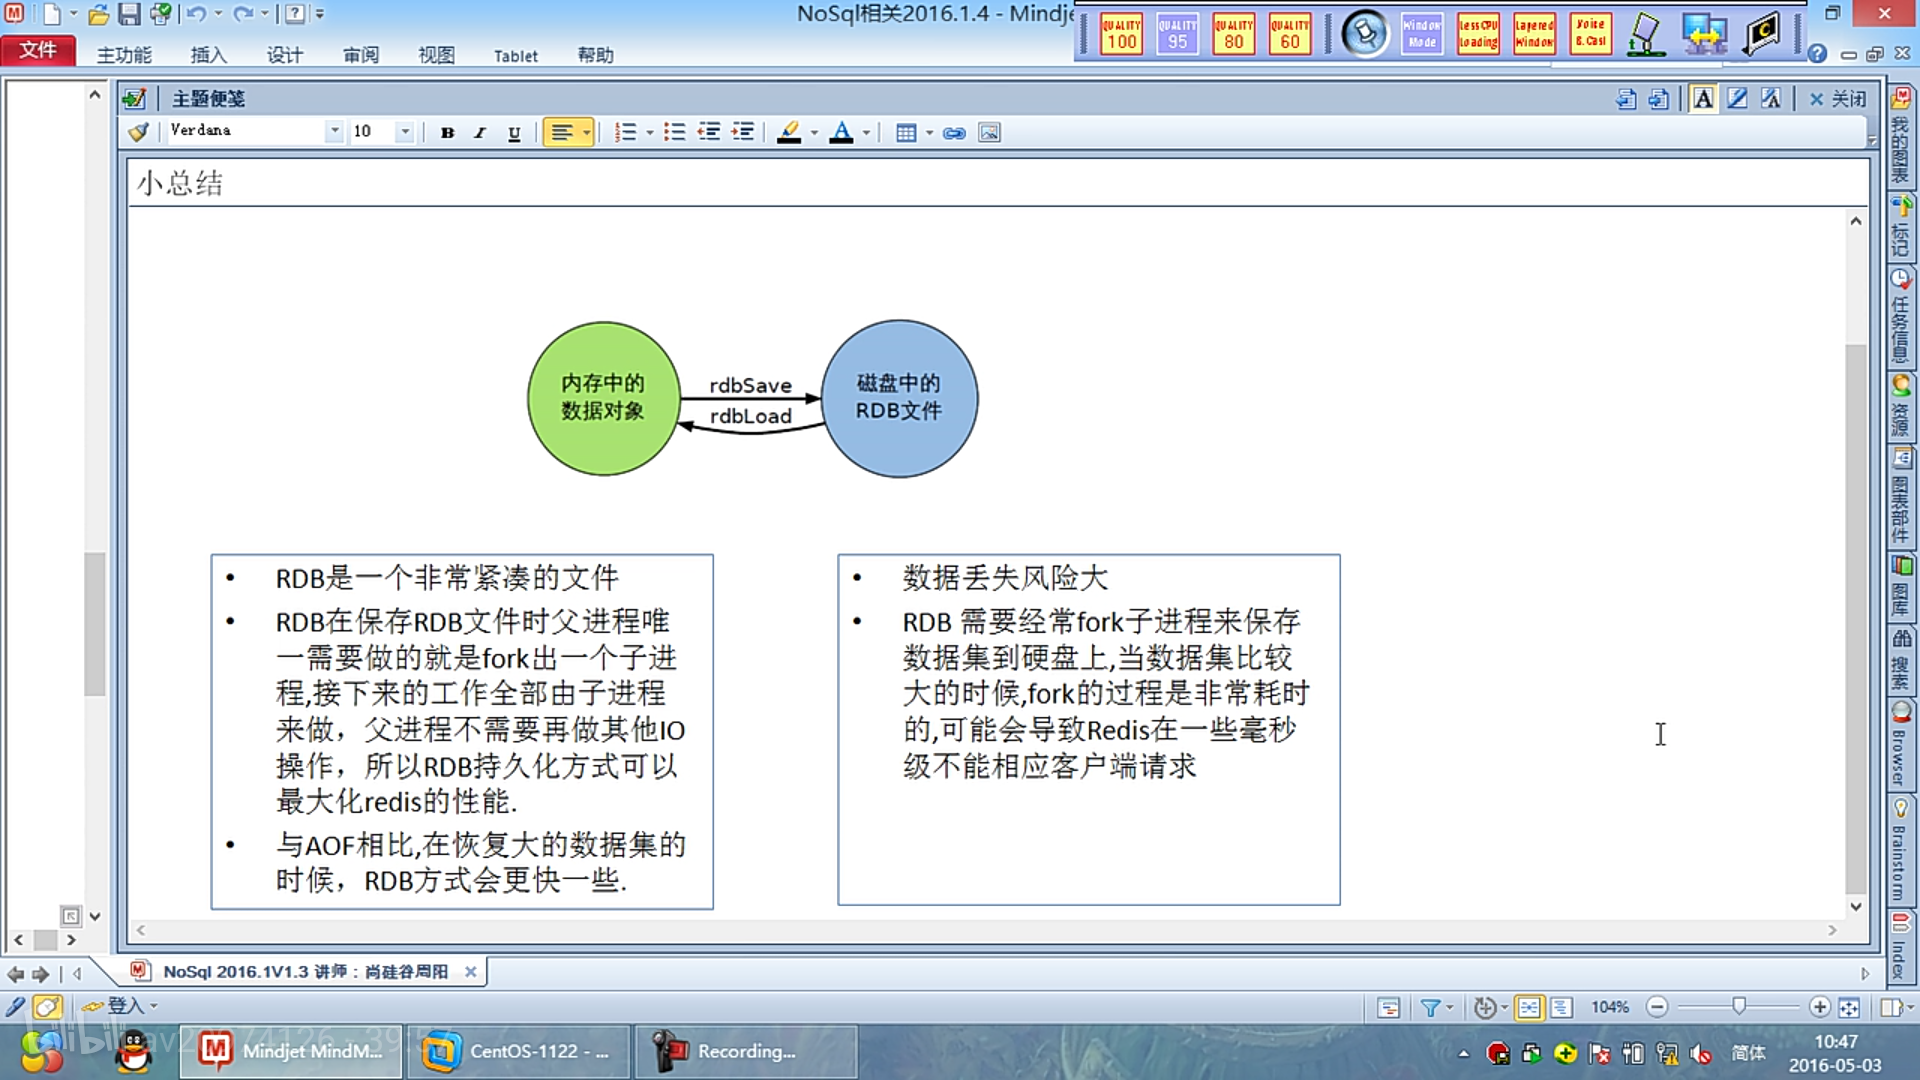 NoSql相关2016.1.4 - Mindje
QUALITY 100
QUALITY 95
QUALITY 80
QUALITY 60
Window Mode
Less CPU Loading
Layered Window
Voice B.Cast
文件
主功能
插入
设计
审阅
视图
Tablet
帮助
主题便笺
关闭
Verdana
10
B
I
U
小总结
内存中的
数据对象
rdbSave
rdbLoad
磁盘中的
RDB文件
• RDB是一个非常紧凑的文件
• RDB在保存RDB文件时父进程唯
一需要做的就是fork出一个子进
程,接下来的工作全部由子进程
来做，父进程不需要再做其他IO
操作，所以RDB持久化方式可以
最大化redis的性能.
• 与AOF相比,在恢复大的数据集的
时候，RDB方式会更快一些.
• 数据丢失风险大
• RDB 需要经常fork子进程来保存
数据集到硬盘上,当数据集比较
大的时候,fork的过程是非常耗时
的,可能会导致Redis在一些毫秒
级不能相应客户端请求
我的图表
标记
任务信息
资源
图表部件
图库
搜索
Browser
Brainstorm
Index
NoSql 2016.1V1.3 讲师：尚硅谷周阳
登入
104%
Mindjet MindM...
CentOS-1122 - ...
Recording...
简体
10:47
2016-05-03